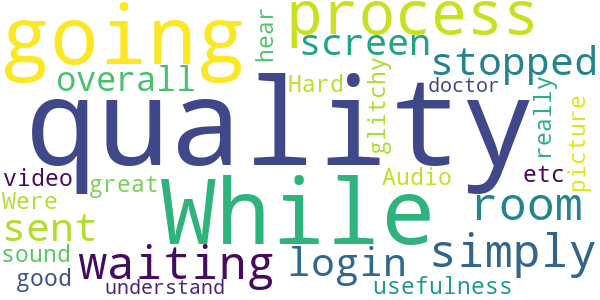 going process
hear screen stopped
overall Hard glitchy doctor
quality really picture
video great Audio etc
Were While room
sent simply
sound waiting login
good understand usefulness